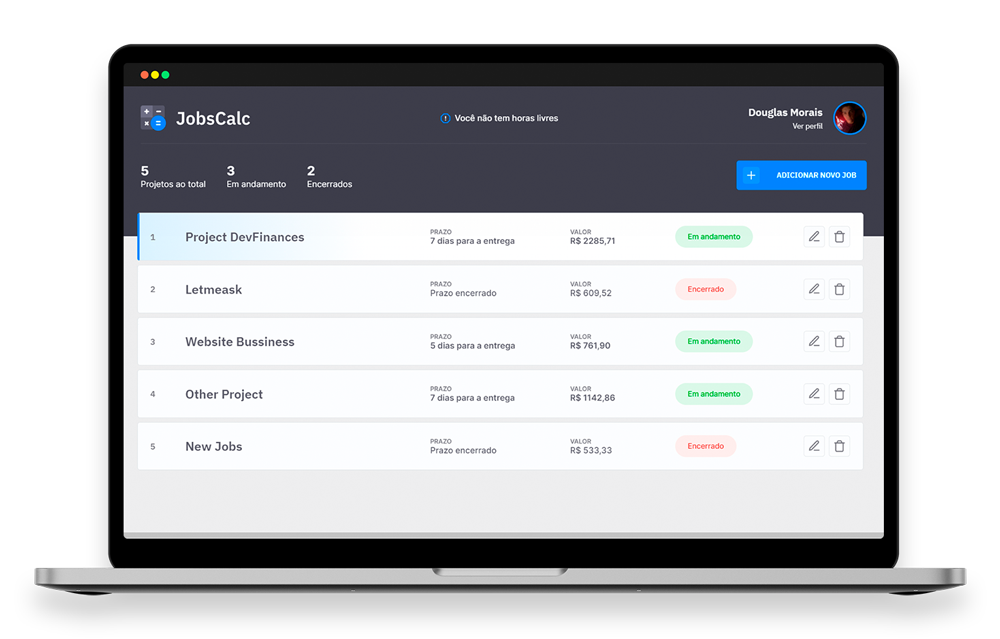 JobsCalc
Você não tem horas livres
Douglas Morais
Ver perfil
5
Projetos ao total
3
Em andamento
2
Encerrados
ADICIONAR NOVO JOB
1
Project DevFinances
PRAZO
7 dias para a entrega
VALOR
R$ 2285,71
Em andamento
2
Letmeask
PRAZO
Prazo encerrado
VALOR
R$ 609,52
Encerrado
3
Website Bussiness
PRAZO
5 dias para a entrega
VALOR
R$ 761,90
Em andamento
4
Other Project
PRAZO
7 dias para a entrega
VALOR
R$ 1142,86
Em andamento
5
New Jobs
PRAZO
Prazo encerrado
VALOR
R$ 533,33
Encerrado